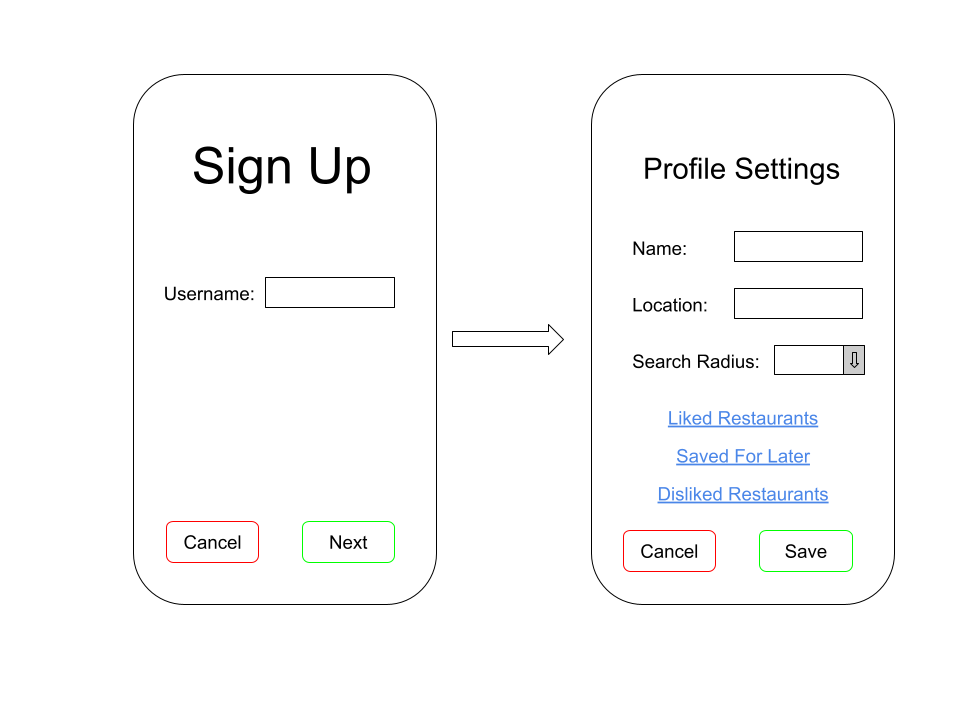 Sign Up
Username:
Cancel
Next
Profile Settings
Name:
Location:
Search Radius:
Liked Restaurants
Saved For Later
Disliked Restaurants
Cancel
Save